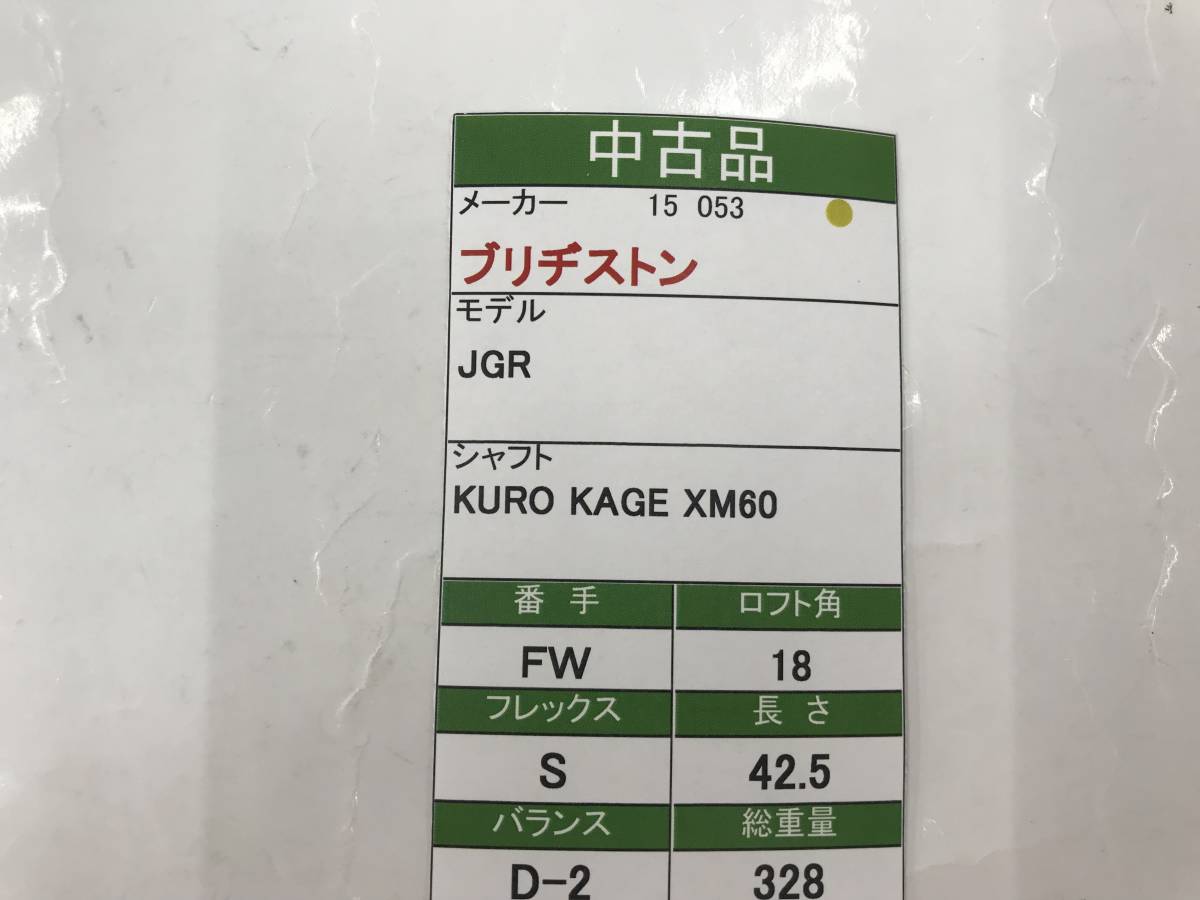 中古品
メーカー 15 053
ブリヂストン
モデル
JGR
シャフト
KURO KAGE XM60
番 手 ロフト角
FW 18
フレックス 長 さ
S 42.5
バランス 総重量
D-2 328